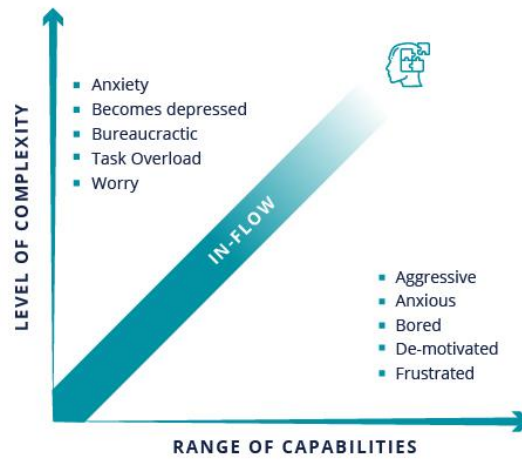 LEVEL OF COMPLEXITY
Anxiety
Becomes depressed
Bureaucractic
Task Overload
Worry
IN-FLOW
Aggressive
Anxious
Bored
De-motivated
Frustrated
RANGE OF CAPABILITIES